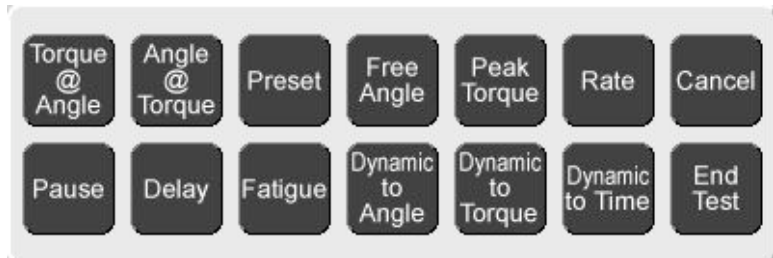 Torque
@
Angle
Angle
@
Torque
Preset
Free
Angle
Peak
Torque
Rate
Cancel
Pause
Delay
Fatigue
Dynamic
to
Angle
Dynamic
to
Torque
Dynamic
to Time
End
Test